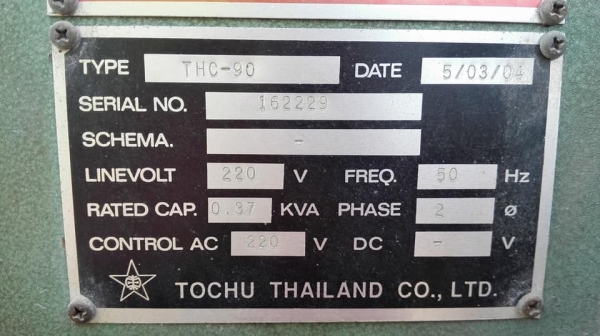 TYPE THC-90 DATE 5/03/04
SERIAL NO. 162229
SCHEMA. -
LINEVOLT 220 V FREQ. 50 Hz
RATED CAP. 0.37 KVA PHASE 2 ø
CONTROL AC 220 V DC - V
TOCHU THAILAND CO., LTD.